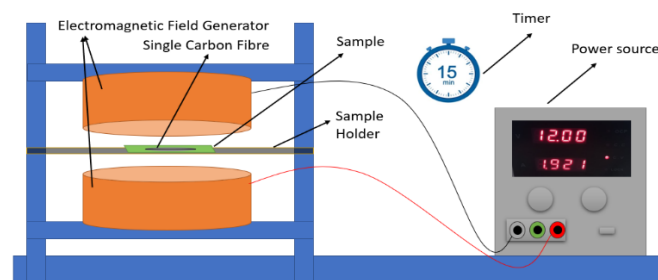 Electromagnetic Field Generator
Single Carbon Fibre
Sample
Timer
Power source
15
min
Sample
Holder
12.00
1.921